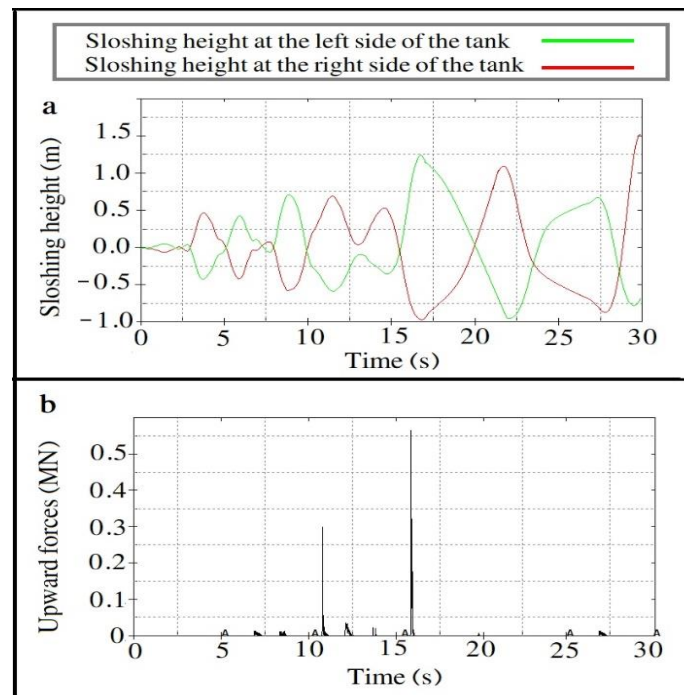 Sloshing height at the left side of the tank
Sloshing height at the right side of the tank
a
Sloshing height (m)
1.5
1.0
0.5
0.0
-0.5
-1.0
0 5 10 15 20 25 30
Time (s)
b
Upward forces (MN)
0.5
0.4
0.3
0.2
0.1
0
0 5 10 15 20 25 30
Time (s)